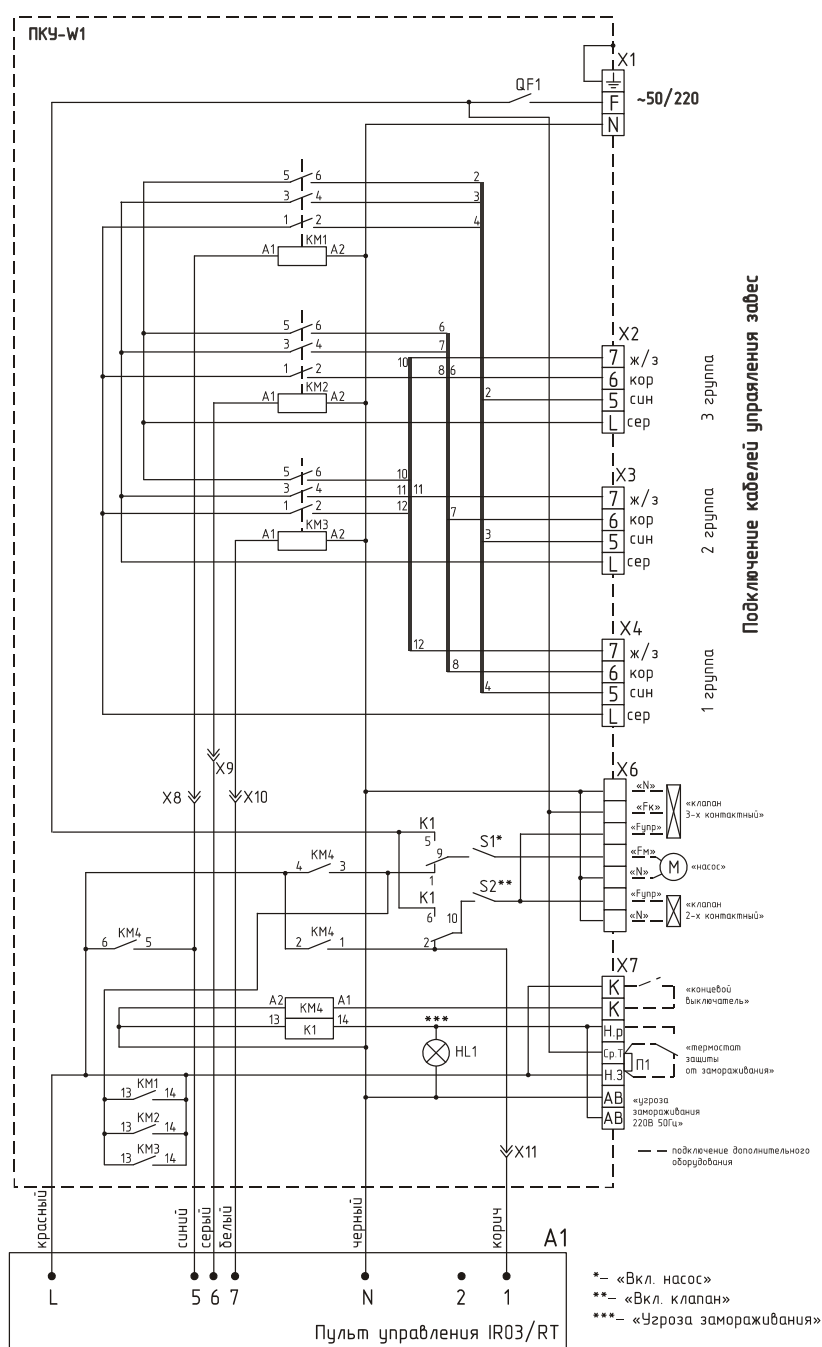 ПКУ-W1
X1
QF1
F
~50/220
N
5 6
2
3 4
3
1 2
4
KM1
A1 A2
5 6
6
3 4
7
X2
10
7 ж/з
1 2
8 6
6 кор
KM2
A1 A2
2
5 син
L сер
3 группа
X3
5 6
10
3 4
11 11
7 ж/з
1 2
12
7
6 кор
KM3
A1 A2
3
5 син
L сер
2 группа
X4
12
7 ж/з
8
6 кор
4
5 син
L сер
1 группа
Подключение кабелей упраяления завес
X9
X8
X10
X6
«N»
«Fк»
«клапан
3-х контактный»
«Fупр»
K1
5
S1*
KM4
4 3
9
1
«Fм»
M
«насос»
«N»
K1
6
S2**
10
«Fупр»
«клапан
2-х контактный»
«N»
KM4
6 5
KM4
2 1
2
X7
K
«концевой
выключатель»
A2 KM4 A1
K
13 K1 14
***
Н.р
HL1
Ср.Т
П1
«термостат
защиты
от замораживания»
Н.З
KM1
13 14
AB
KM2
13 14
AB
«угроза
замораживания
220В 50Гц»
KM3
13 14
X11
подключение дополнительного
оборудования
красный
синий
серый
белый
черный
корич
A1
L
5 6 7
N
2
1
Пульт управления IR03/RT
*– «Вкл. насос»
**– «Вкл. клапан»
***– «Угроза замораживания»